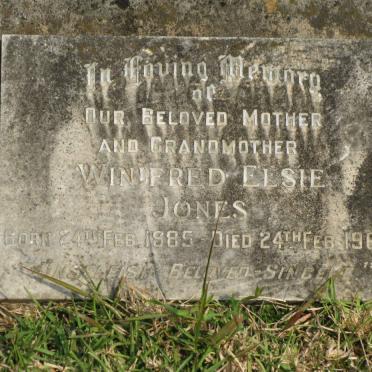 In Loving Memory
of
Our Beloved Mother
and Grandmother
Winifred Elsie
Jones
Born 24th Feb. 1885 - Died 24th Feb. 19
Beloved